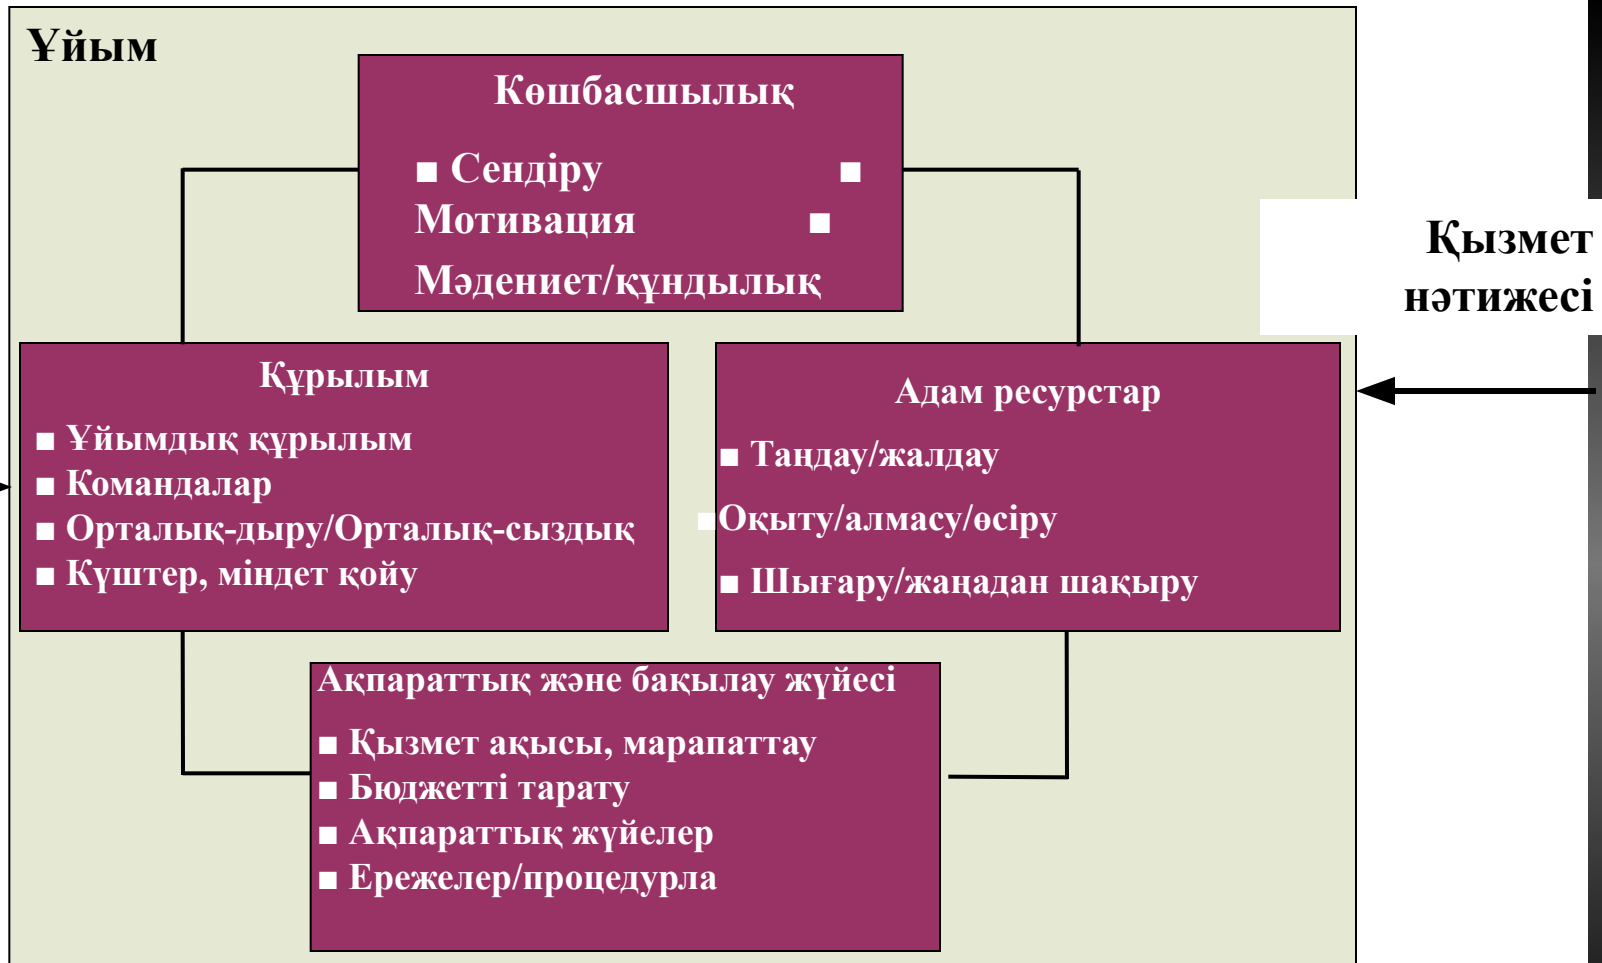 Ұйым
Көшбасшылық
■ Сендіру ■
Мотивация ■
Мәдениет/құндылық
Қызмет
нәтижесі
Құрылым
■ Ұйымдық құрылым
■ Командалар
■ Орталық-дыру/Орталық-сыздық
■ Күштер, міндет қойу
Адам ресурстар
■ Таңдау/жалдау
■Оқыту/алмасу/өсіру
■ Шығару/жаңадан шақыру
Ақпараттық және бақылау жүйесі
■ Қызмет ақысы, марапаттау
■ Бюджетті тарату
■ Ақпараттық жүйелер
■ Ережелер/процедурла